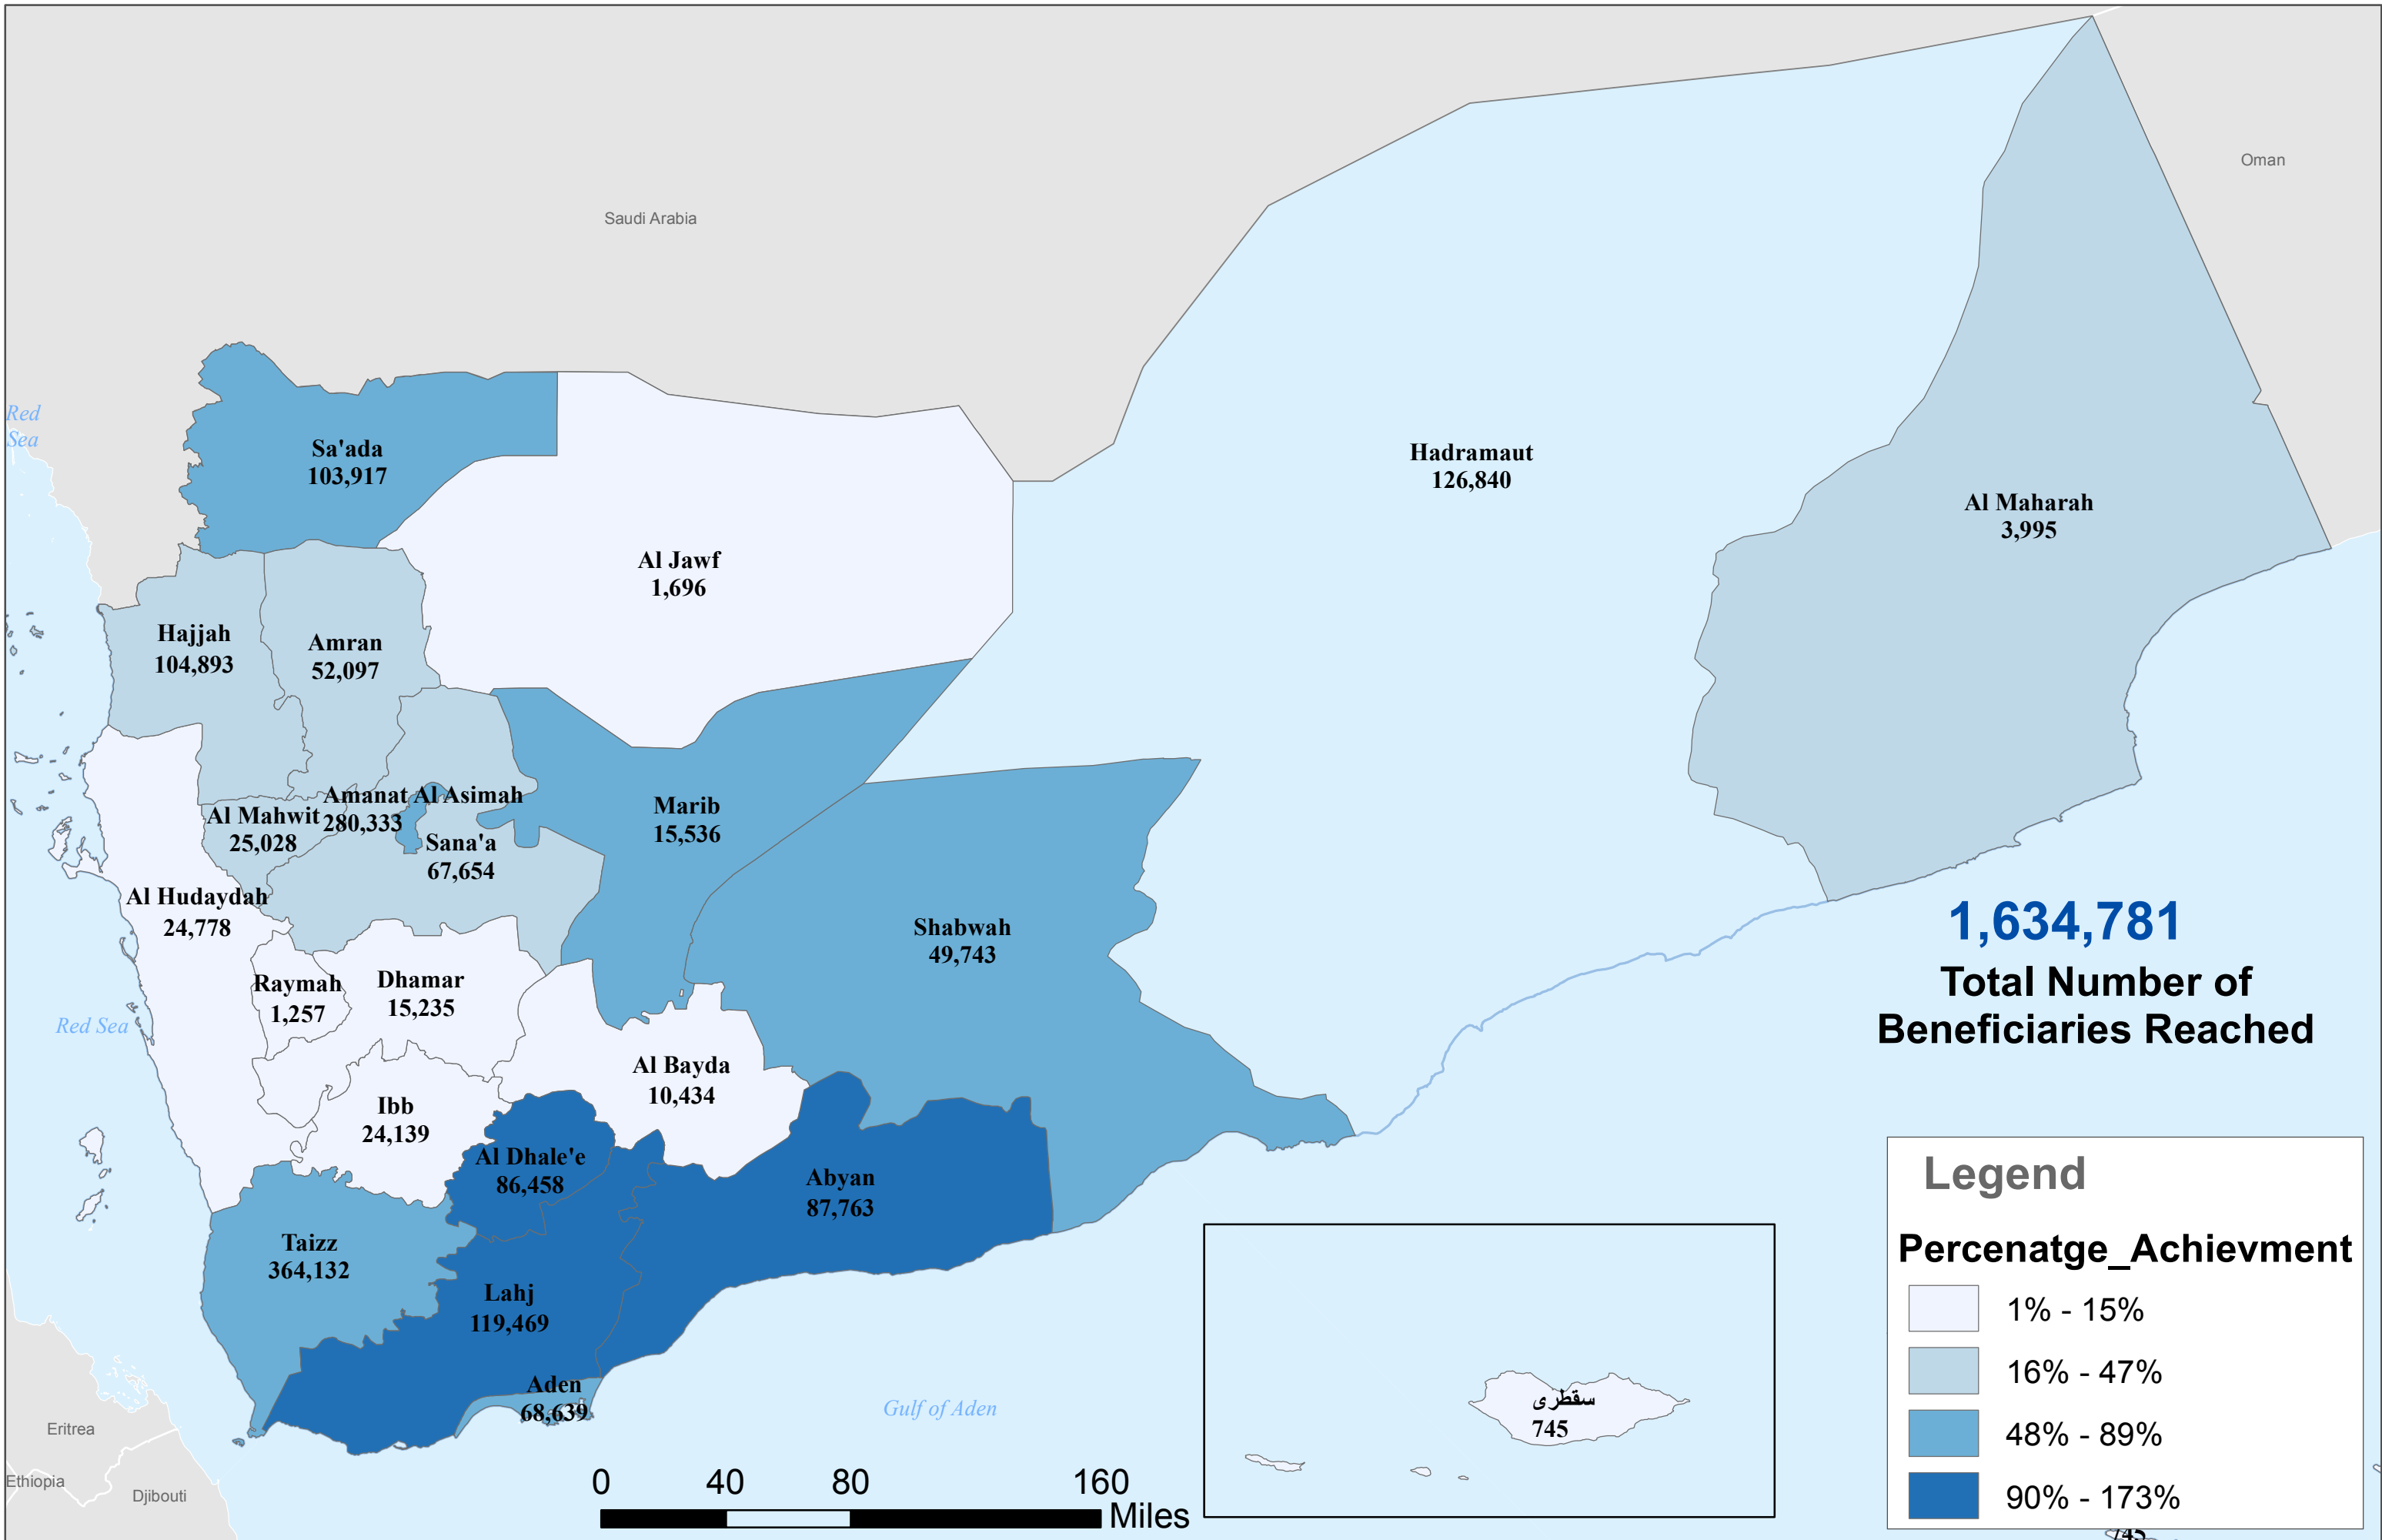 Saudi Arabia
Oman
Red
Sea
Sa'ada
103,917
Hadramaut
126,840
Al Maharah
3,995
Al Jawf
1,696
Hajjah
104,893
Amran
52,097
Amanat Al Asimah
280,333
Al Mahwit
25,028
Sana'a
67,654
Marib
15,536
Al Hudaydah
24,778
Shabwah
49,743
Raymah
1,257
Dhamar
15,235
Red Sea
Al Bayda
10,434
Ibb
24,139
Al Dhale'e
86,458
Abyan
87,763
Taizz
364,132
Lahj
119,469
Aden
68,639
Gulf of Aden
سقطرى
745
Eritrea
Ethiopia
Djibouti
0 40 80 160
Miles
1,634,781
Total Number of
Beneficiaries Reached
Legend
Percenatge_Achievment
1% - 15%
16% - 47%
48% - 89%
90% - 173%
745